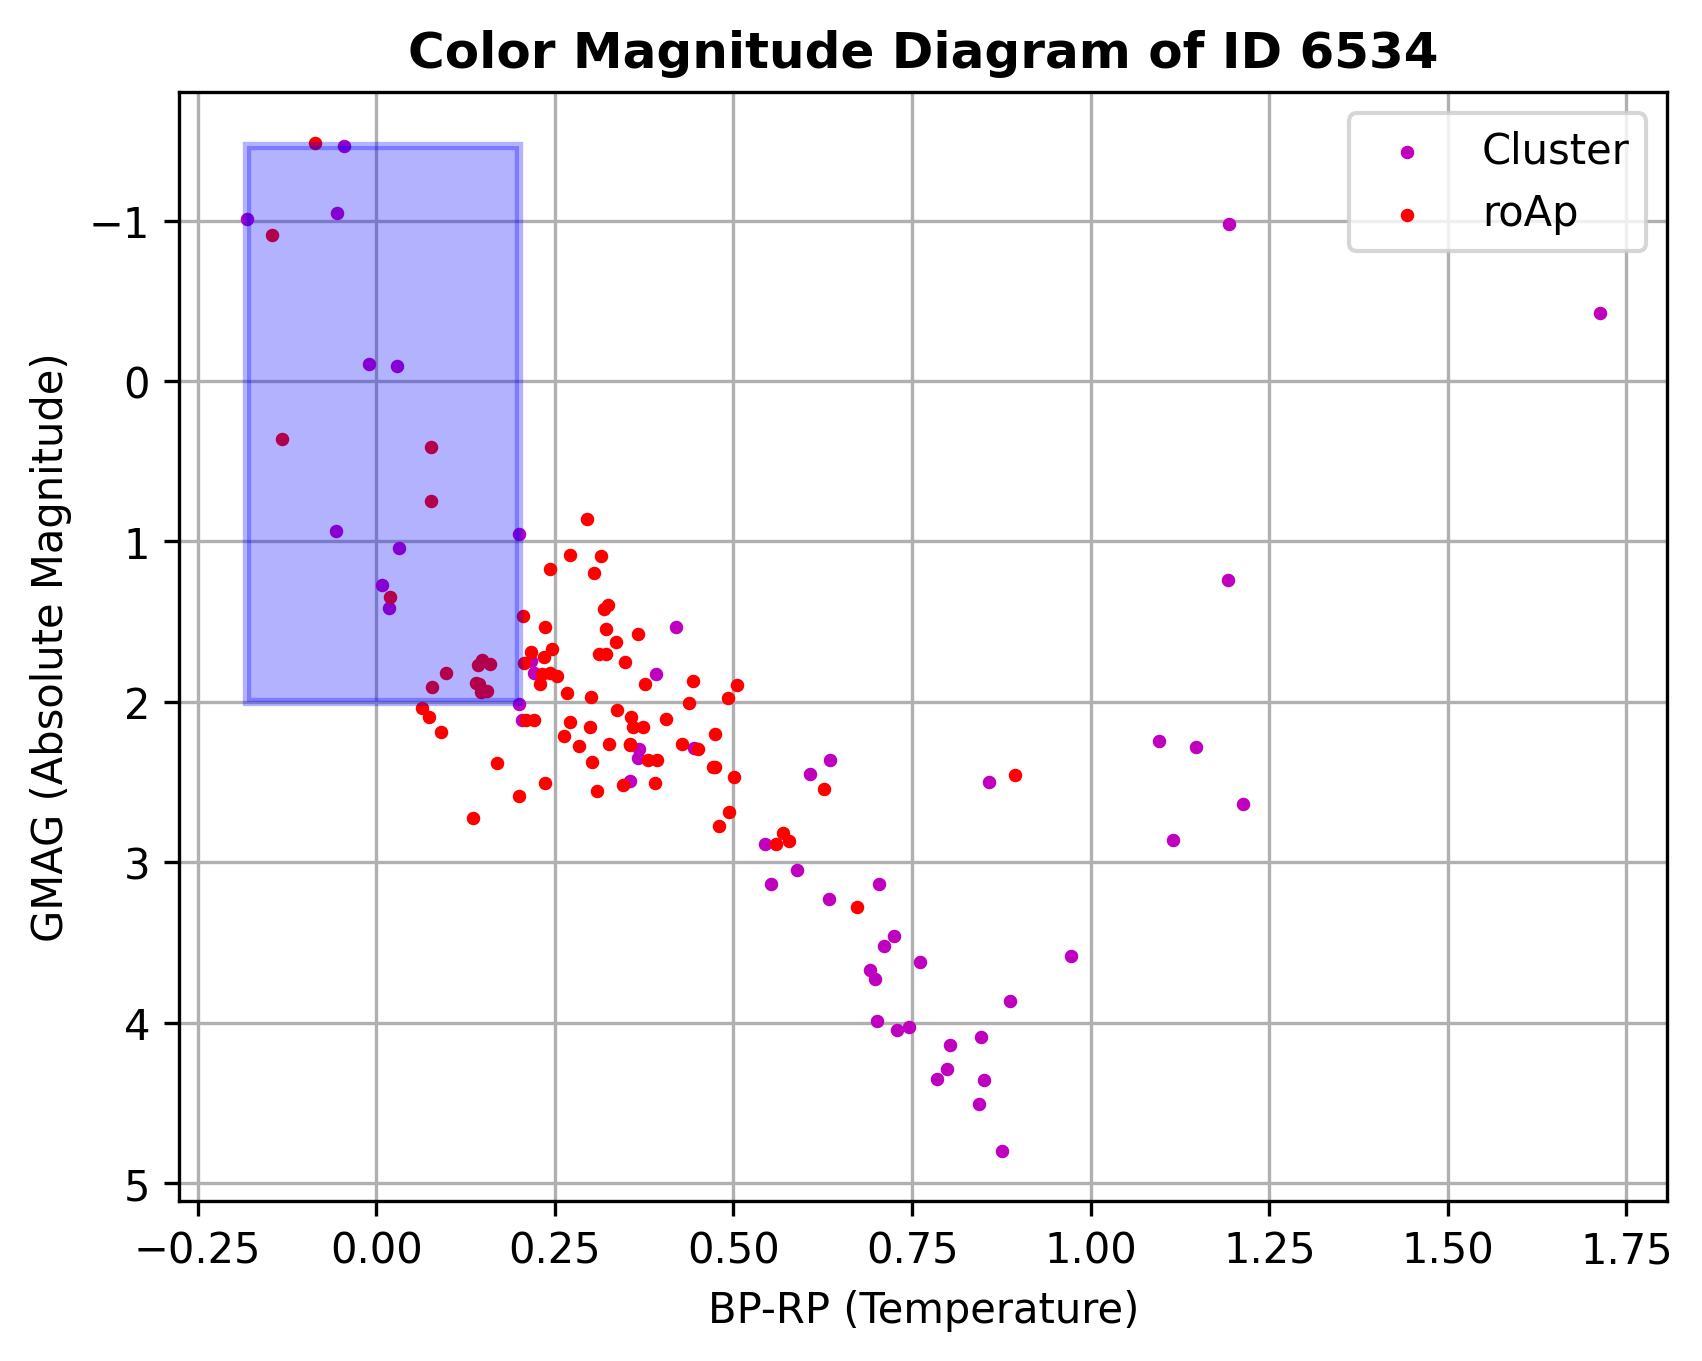 Color Magnitude Diagram of ID 6534
Cluster
roAp
−1
0
1
2
3
4
5
GMAG (Absolute Magnitude)
−0.25 0.00 0.25 0.50 0.75 1.00 1.25 1.50 1.75
BP-RP (Temperature)